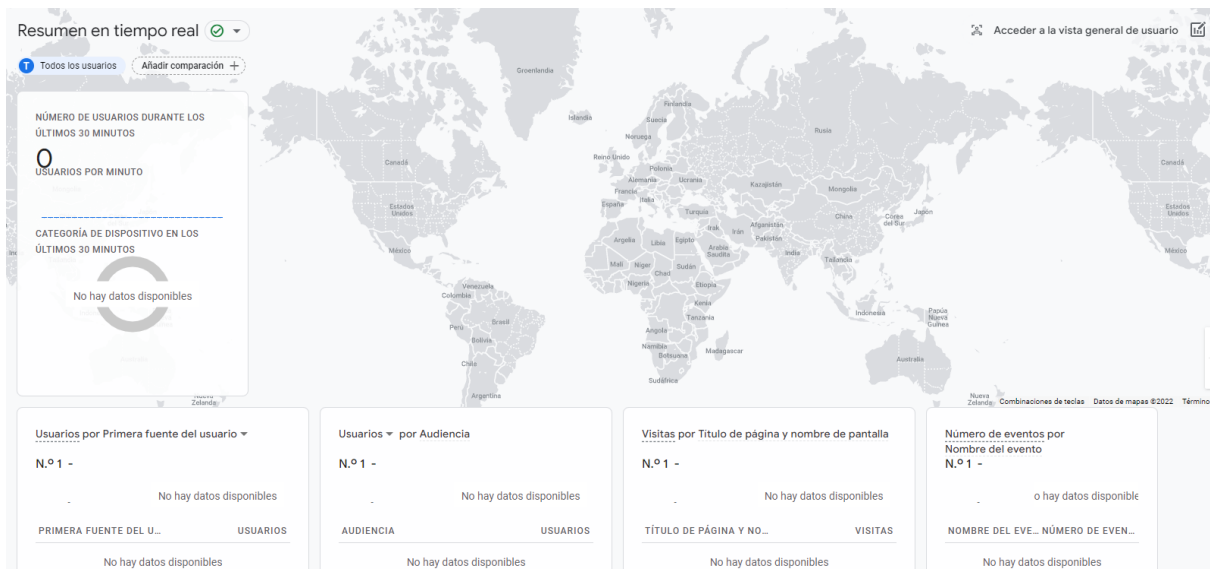 Resumen en tiempo real
Acceder a la vista general de usuario
T Todos los usuarios
Añadir comparación +
NÚMERO DE USUARIOS DURANTE LOS
ÚLTIMOS 30 MINUTOS
0
USUARIOS POR MINUTO
CATEGORÍA DE DISPOSITIVO EN LOS
ÚLTIMOS 30 MINUTOS
No hay datos disponibles
Groenlandia
Islandia
Finlandia
Suecia
Noruega
Rusia
Reino Unido
Polonia
Alemania
Ucrania
Francia
Italia
España
Kazajistán
Mongolia
Turquía
China
Corea
del Sur
Japón
Irak
Irán
Afganistán
Pakistán
Argelia
Libia
Egipto
Arabia
Saudita
India
Tailandia
Malí
Níger
Chad
Sudán
Nigeria
Etiopía
Kenia
Tanzania
Indonesia
Papúa
Nueva
Guinea
Angola
Namibia
Botsuana
Madagascar
Sudáfrica
Australia
Canadá
Estados
Unidos
México
Venezuela
Colombia
Perú
Brasil
Bolivia
Chile
Argentina
Canadá
Estados
Unidos
México
Nueva
Zelanda
Nueva
Zelanda
Combinaciones de teclas Datos de mapas ©2022 Término
Usuarios por Primera fuente del usuario
N.º 1 -
- No hay datos disponibles
PRIMERA FUENTE DEL U... USUARIOS
No hay datos disponibles
Usuarios por Audiencia
N.º 1 -
- No hay datos disponibles
AUDIENCIA USUARIOS
No hay datos disponibles
Visitas por Título de página y nombre de pantalla
N.º 1 -
- No hay datos disponibles
TÍTULO DE PÁGINA Y NO... VISITAS
No hay datos disponibles
Número de eventos por
Nombre del evento
N.º 1 -
- o hay datos disponible
NOMBRE DEL EVE... NÚMERO DE EVEN...
No hay datos disponibles